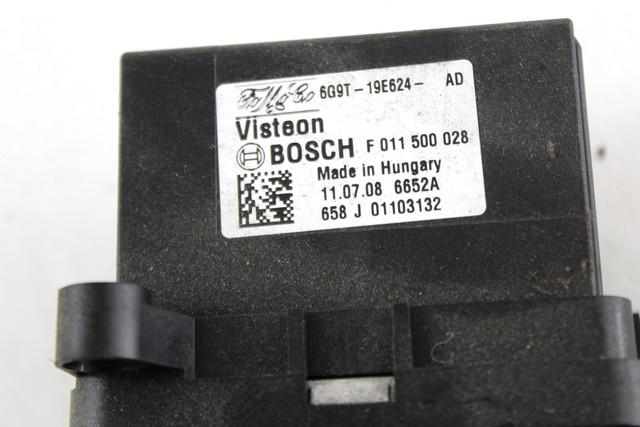 6G9T-19E624- AD
Visteon
BOSCH F 011 500 028
Made in Hungary
11.07.08 6652A
658 J 01103132